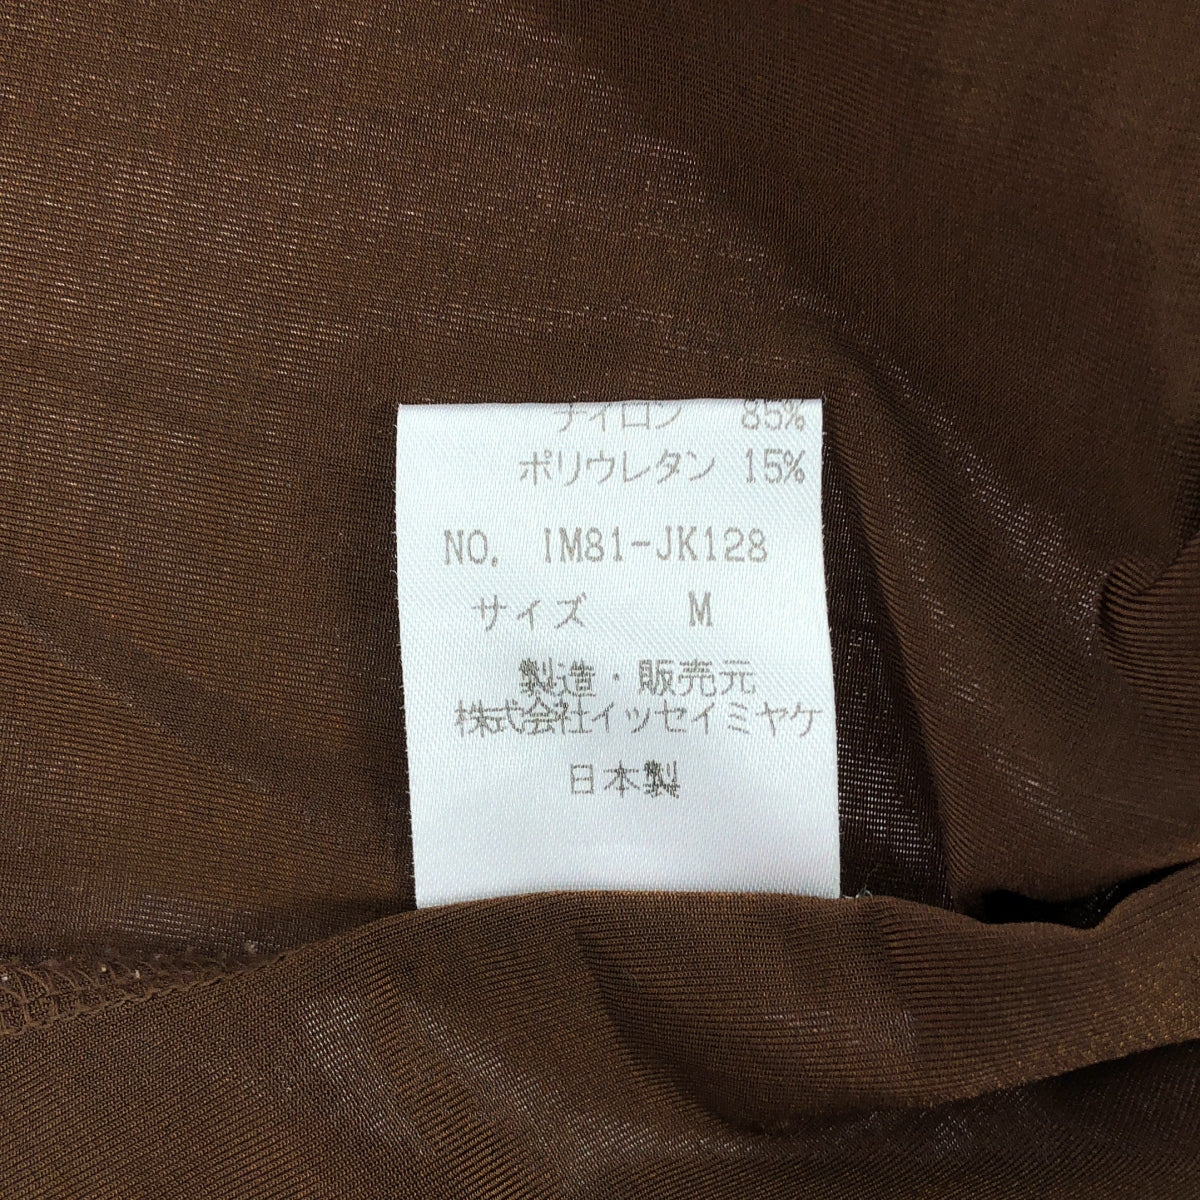 ナイロン 85%
ポリウレタン 15%
NO. IM81-JK128
サイズ M
製造・販売元
株式会社イッセイミヤケ
日本製